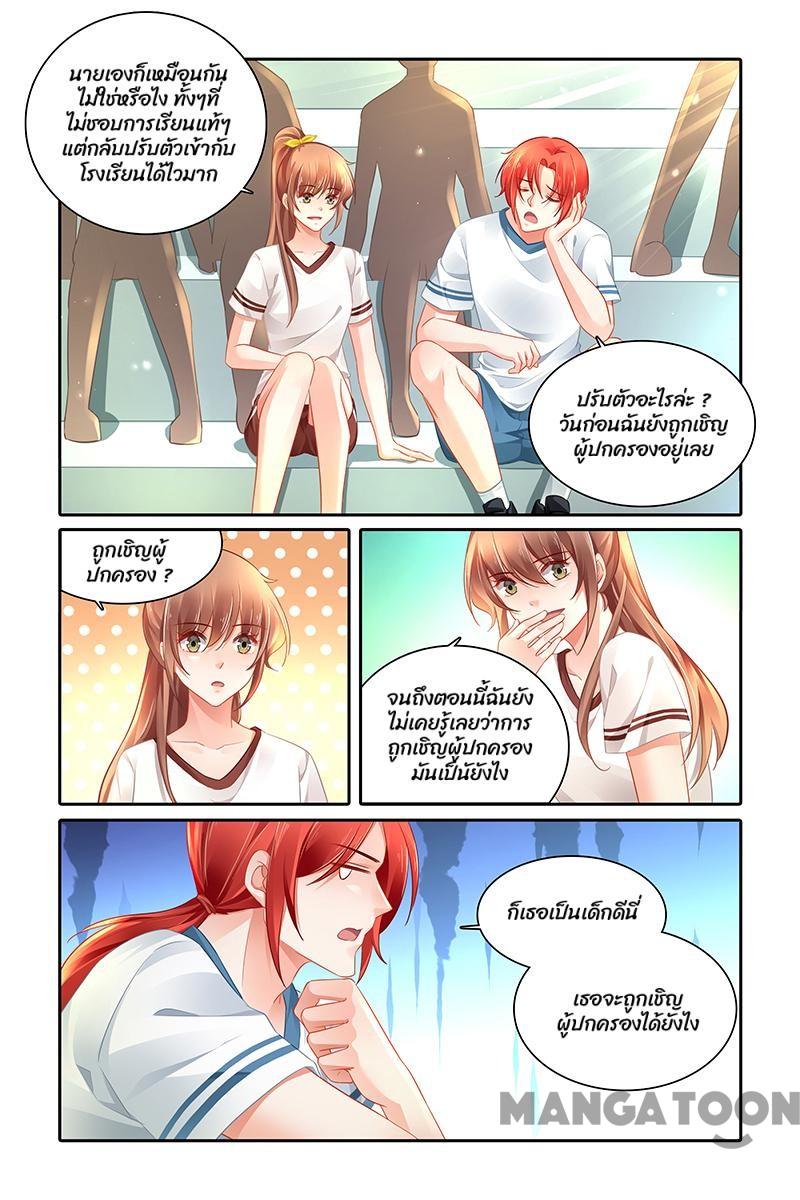 นายเองก็เหมือนกัน
ไม่ใช่หรือไง ทั้งๆที่
ไม่ชอบการเรียนแท้ๆ
แต่กลับปรับตัวเข้ากับ
โรงเรียนได้ไวมาก
ปรับตัวอะไรล่ะ ?
วันก่อนฉันยังถูกเชิญ
ผู้ปกครองอยู่เลย
ถูกเชิญผู้
ปกครอง ?
จนถึงตอนนี้ฉันยัง
ไม่เคยรู้เลยว่าการ
ถูกเชิญผู้ปกครอง
มันเป็นัยังไง
ก็เธอเป็นเด็กดีนี่
เธอจะถูกเชิญ
ผู้ปกครองได้ยังไง
MANGATOON